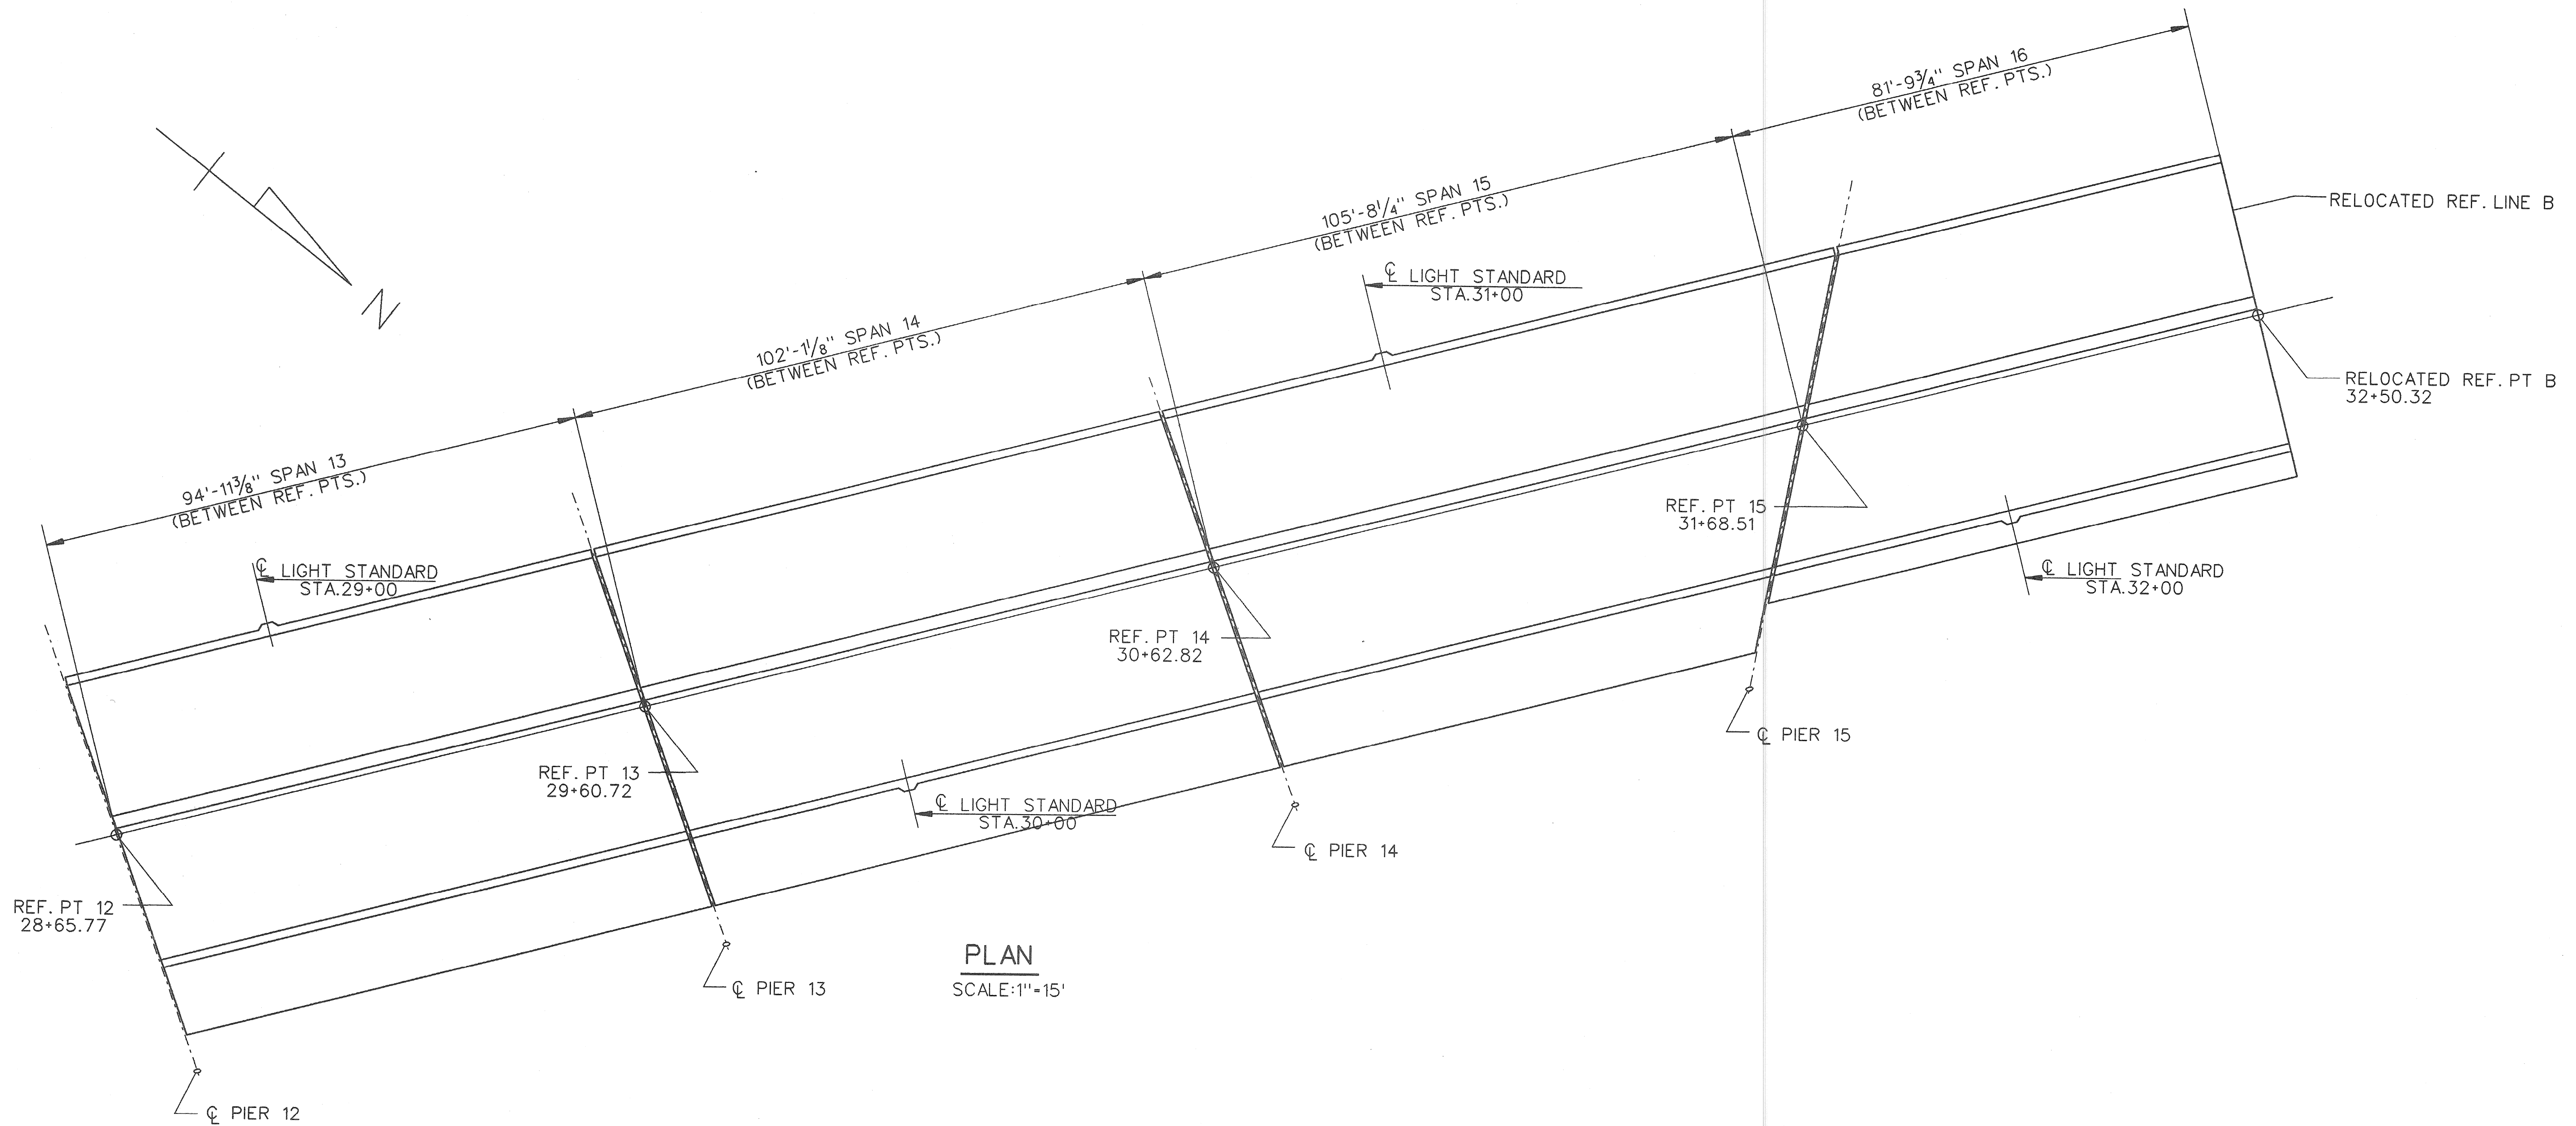 81'-9¾" SPAN 16
(BETWEEN REF. PTS.)
105'-8¼" SPAN 15
(BETWEEN REF. PTS.)
102'-1⅛" SPAN 14
(BETWEEN REF. PTS.)
94'-11⅜" SPAN 13
(BETWEEN REF. PTS.)
N
RELOCATED REF. LINE B
RELOCATED REF. PT B
32+50.32
℄ LIGHT STANDARD
STA.31+00
℄ LIGHT STANDARD
STA.29+00
REF. PT 15
31+68.51
℄ LIGHT STANDARD
STA.32+00
REF. PT 14
30+62.82
℄ PIER 15
REF. PT 13
29+60.72
℄ LIGHT STANDARD
STA.30+00
℄ PIER 14
REF. PT 12
28+65.77
℄ PIER 13
PLAN
SCALE:1"=15'
℄ PIER 12